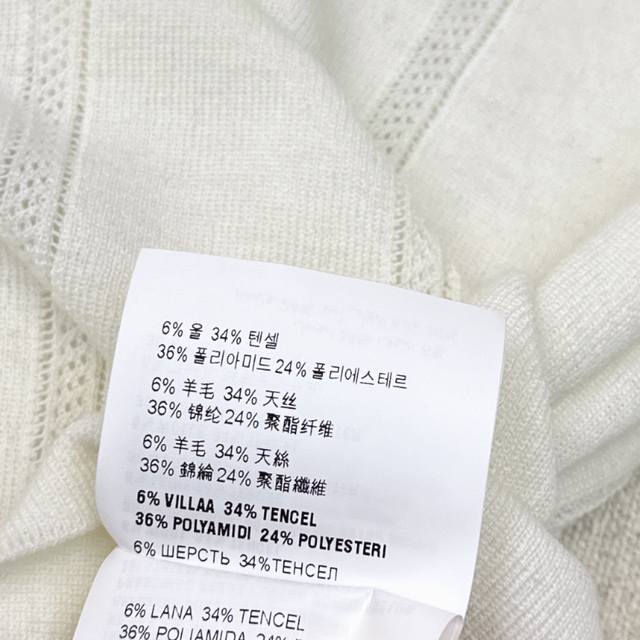 6% 울 34% 텐셀
36% 폴리아미드 24% 폴리에스테르
6% 羊毛 34% 天丝
36% 锦纶 24% 聚酯纤维
6% 羊毛 34% 天絲
36% 錦綸 24% 聚酯纖維
6% VILLAA 34% TENCEL
36% POLYAMIDI 24% POLYESTERI
6% ШЕРСТЬ 34%ТЕНСЕЛ
6% LANA 34% TENCEL
36% POLIAMIDA 24%